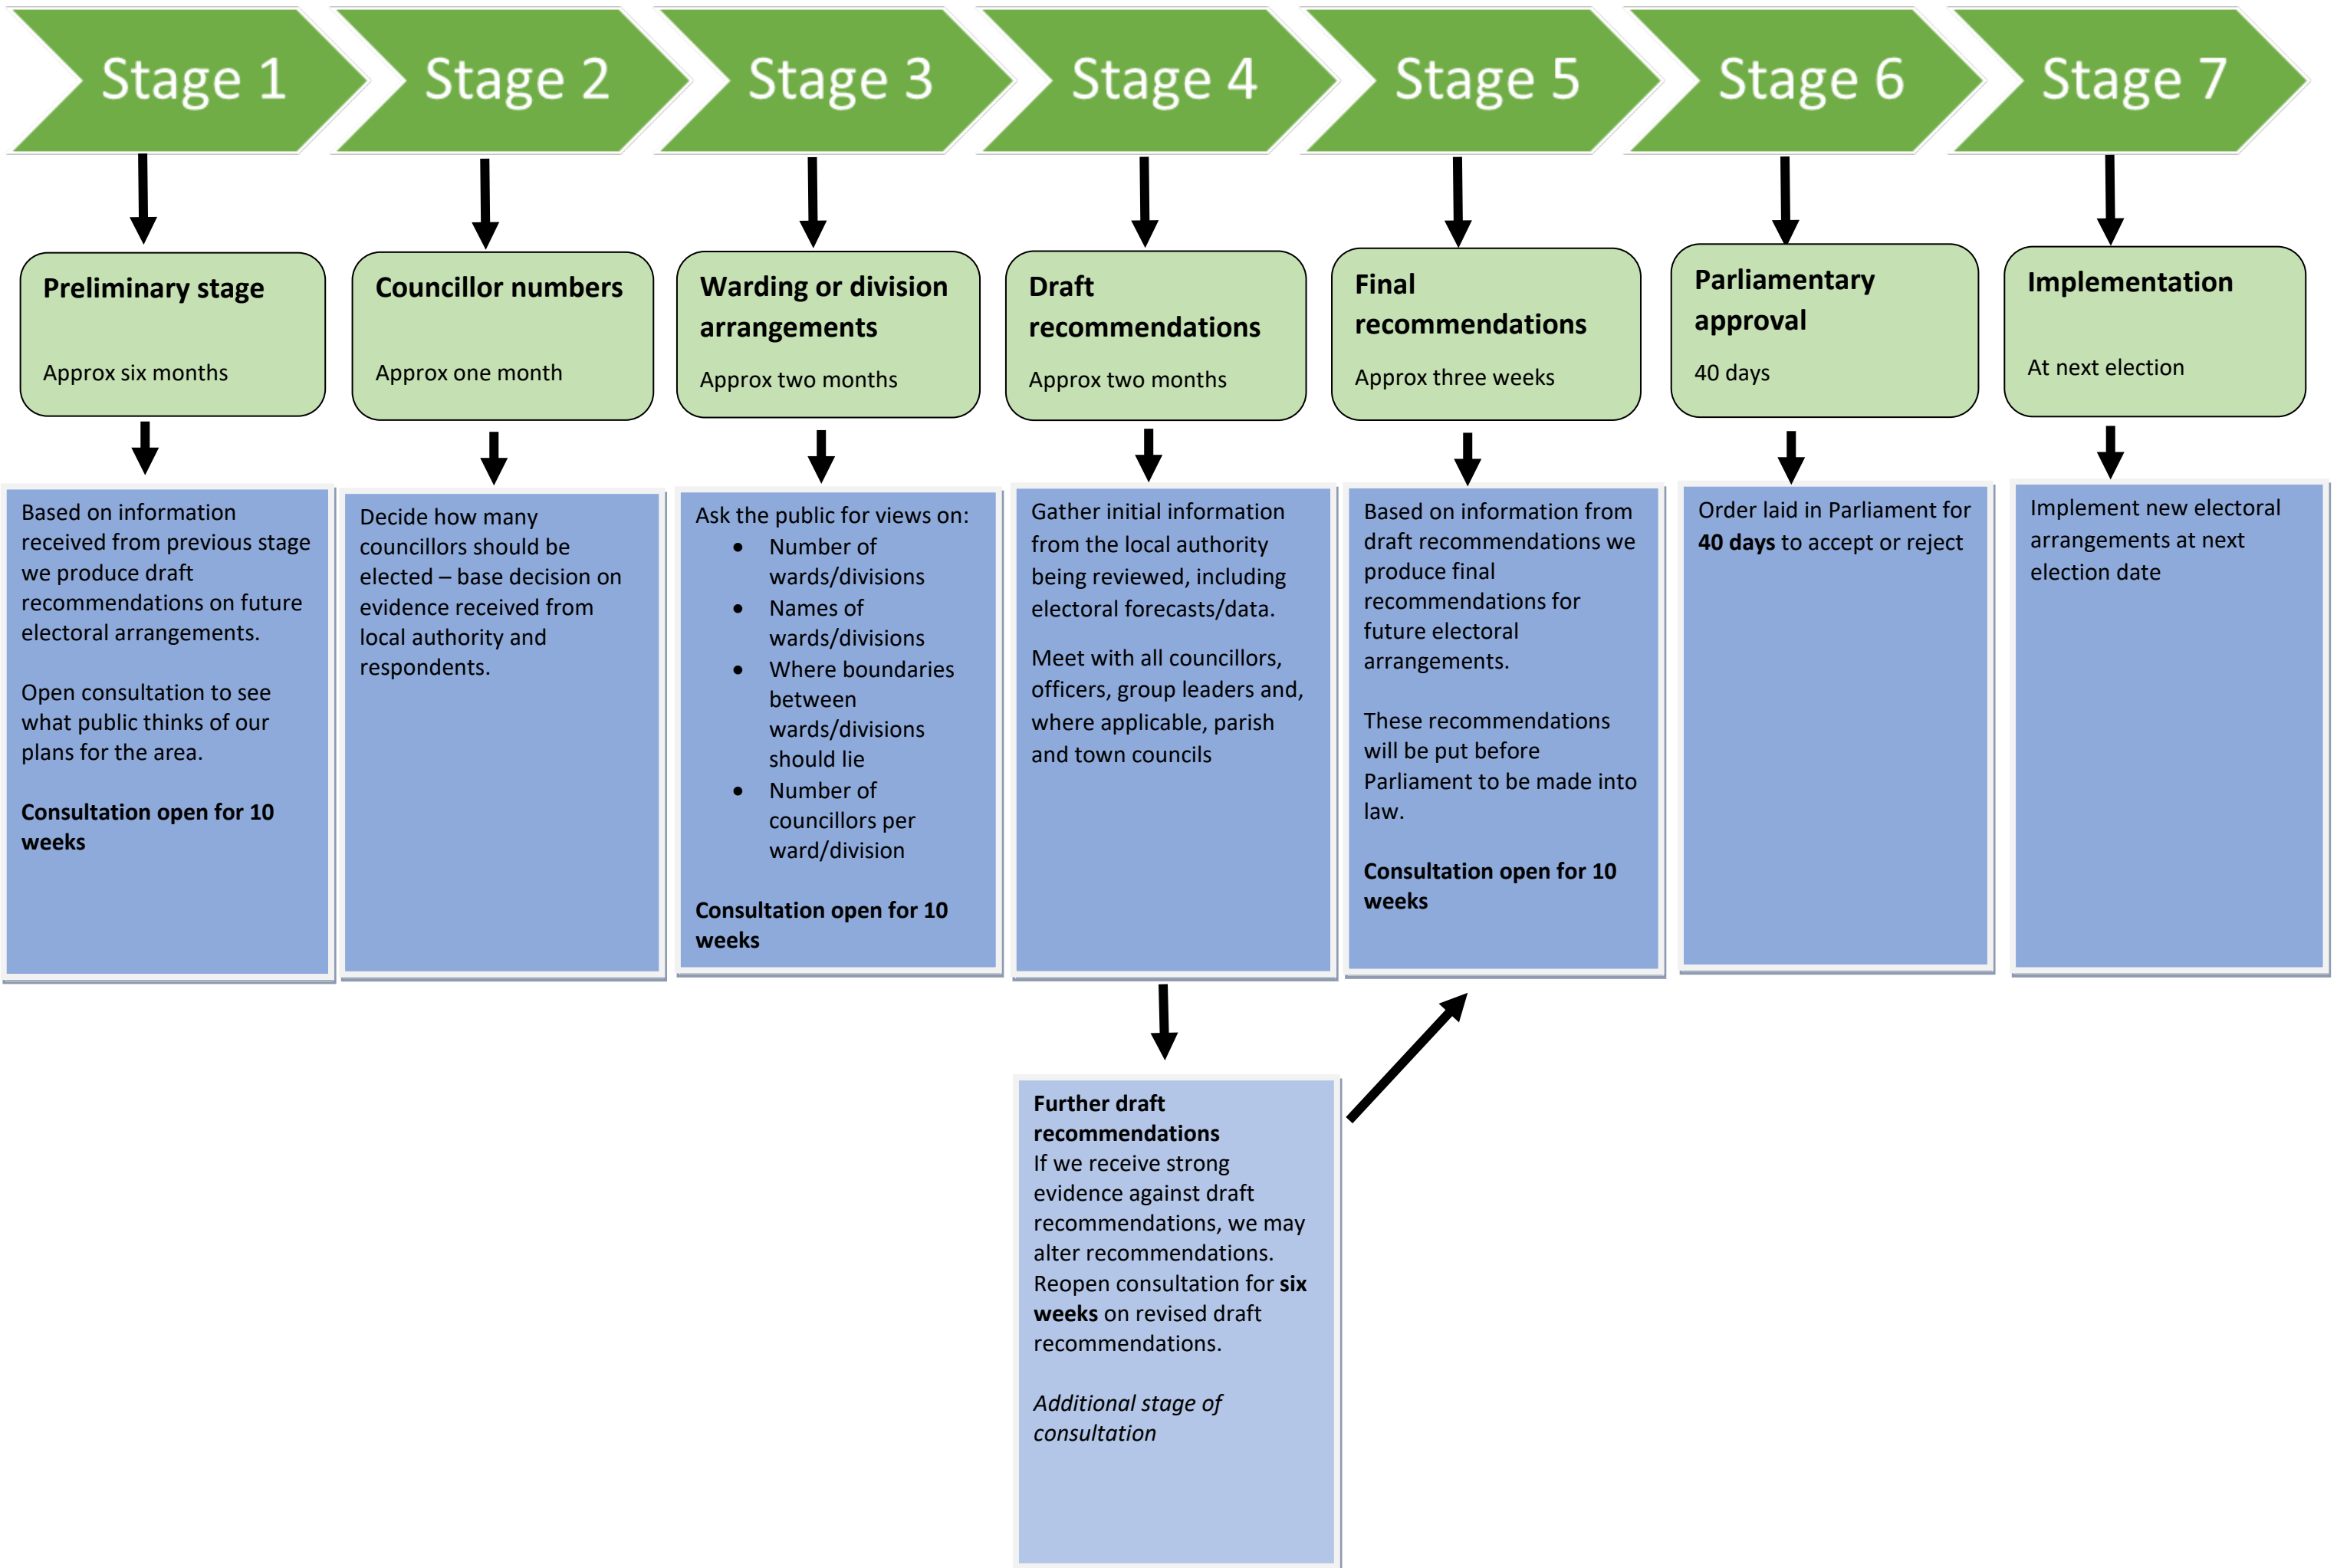 Stage 1
Stage 2
Stage 3
Stage 4
Stage 5
Stage 6
Stage 7
Preliminary stage
Approx six months
Councillor numbers
Approx one month
Warding or division
arrangements
Approx two months
Draft
recommendations
Approx two months
Final
recommendations
Approx three weeks
Parliamentary
approval
40 days
Implementation
At next election
Based on information
received from previous stage
we produce draft
recommendations on future
electoral arrangements.
Open consultation to see
what public thinks of our
plans for the area.
Consultation open for 10
weeks
Decide how many
councillors should be
elected – base decision on
evidence received from
local authority and
respondents.
Ask the public for views on:
• Number of
wards/divisions
• Names of
wards/divisions
• Where boundaries
between
wards/divisions
should lie
• Number of
councillors per
ward/division
Consultation open for 10
weeks
Gather initial information
from the local authority
being reviewed, including
electoral forecasts/data.
Meet with all councillors,
officers, group leaders and,
where applicable, parish
and town councils
Based on information from
draft recommendations we
produce final
recommendations for
future electoral
arrangements.
These recommendations
will be put before
Parliament to be made into
law.
Consultation open for 10
weeks
Order laid in Parliament for
40 days to accept or reject
Implement new electoral
arrangements at next
election date
Further draft
recommendations
If we receive strong
evidence against draft
recommendations, we may
alter recommendations.
Reopen consultation for six
weeks on revised draft
recommendations.
Additional stage of
consultation